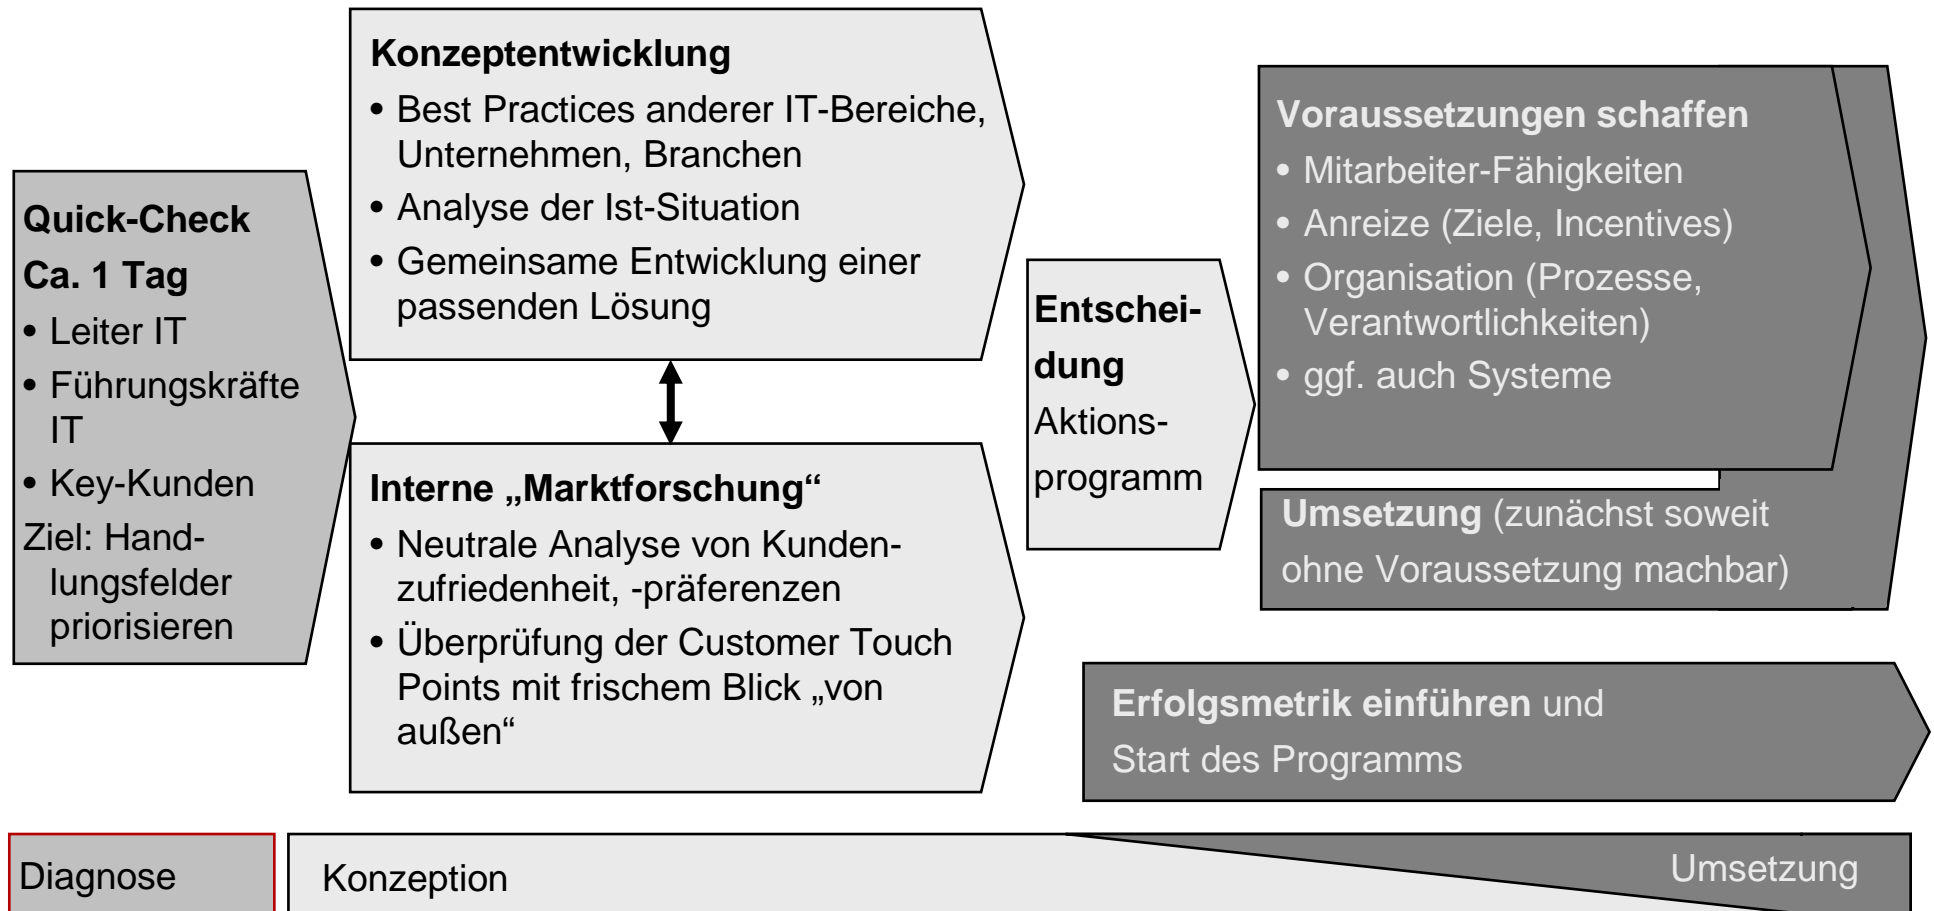 Quick-Check
Ca. 1 Tag
• Leiter IT
• Führungskräfte
IT
• Key-Kunden
Ziel: Hand-
lungsfelder
priorisieren
Konzeptentwicklung
• Best Practices anderer IT-Bereiche,
Unternehmen, Branchen
• Analyse der Ist-Situation
• Gemeinsame Entwicklung einer
passenden Lösung
Interne „Marktforschung“
• Neutrale Analyse von Kunden-
zufriedenheit, -präferenzen
• Überprüfung der Customer Touch
Points mit frischem Blick „von
außen“
Entschei-
dung
Aktions-
programm
Voraussetzungen schaffen
• Mitarbeiter-Fähigkeiten
• Anreize (Ziele, Incentives)
• Organisation (Prozesse,
Verantwortlichkeiten)
• ggf. auch Systeme
Umsetzung (zunächst soweit
ohne Voraussetzung machbar)
Erfolgsmetrik einführen und
Start des Programms
Diagnose
Konzeption
Umsetzung